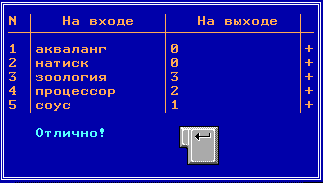 N На входе На выходе
1 акваланг 0 +
2 натиск 0 +
3 зоология 3 +
4 процессор 2 +
5 соус 1 +
Отлично!